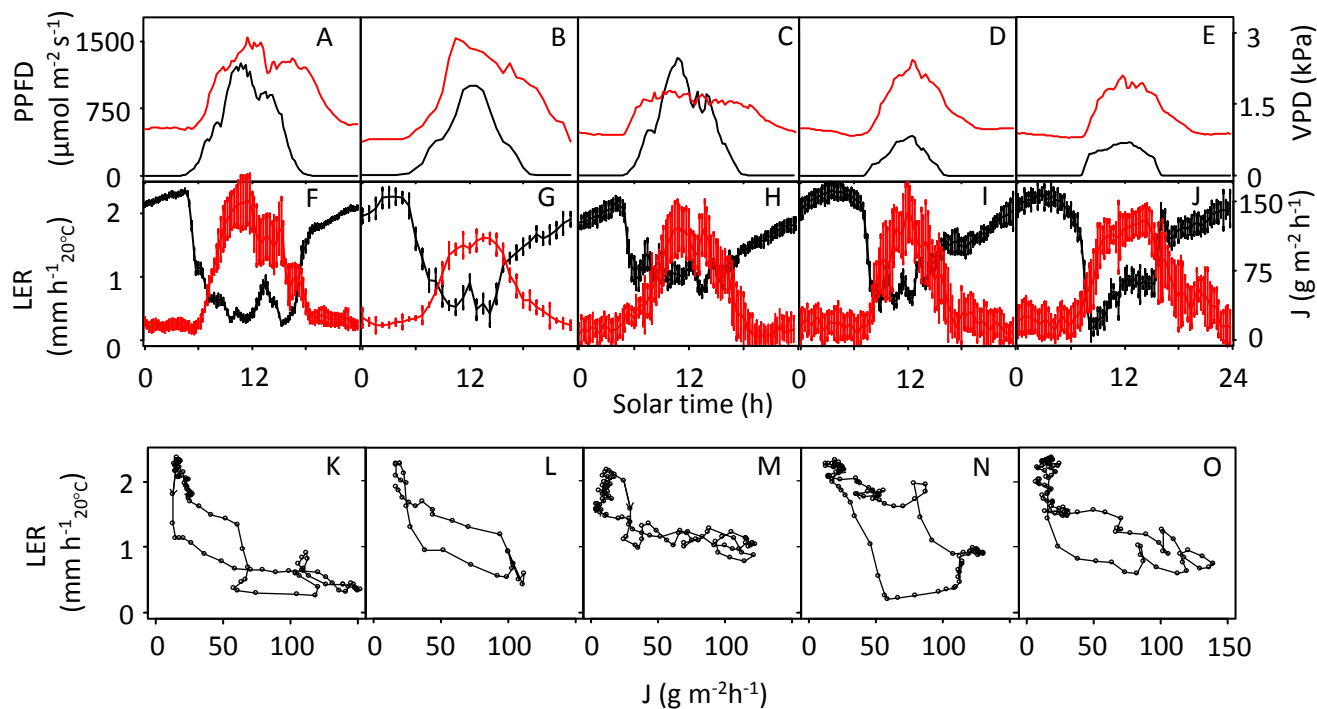 A B C D E
PPFD
(µmol m⁻² s⁻¹)
1500
750
0
3
1.5
0
VPD (kPa)
F G H I J
LER
(mm h⁻¹ 20°C)
2
1
0
150
75
0
J (g m⁻² h⁻¹)
0 12 0 12 0 12 0 12 0 12 24
Solar time (h)
K L M N O
LER
(mm h⁻¹ 20°C)
2
1
0
0 50 100 0 50 100 0 50 100 0 50 100 0 50 100 150
J (g m⁻²h⁻¹)